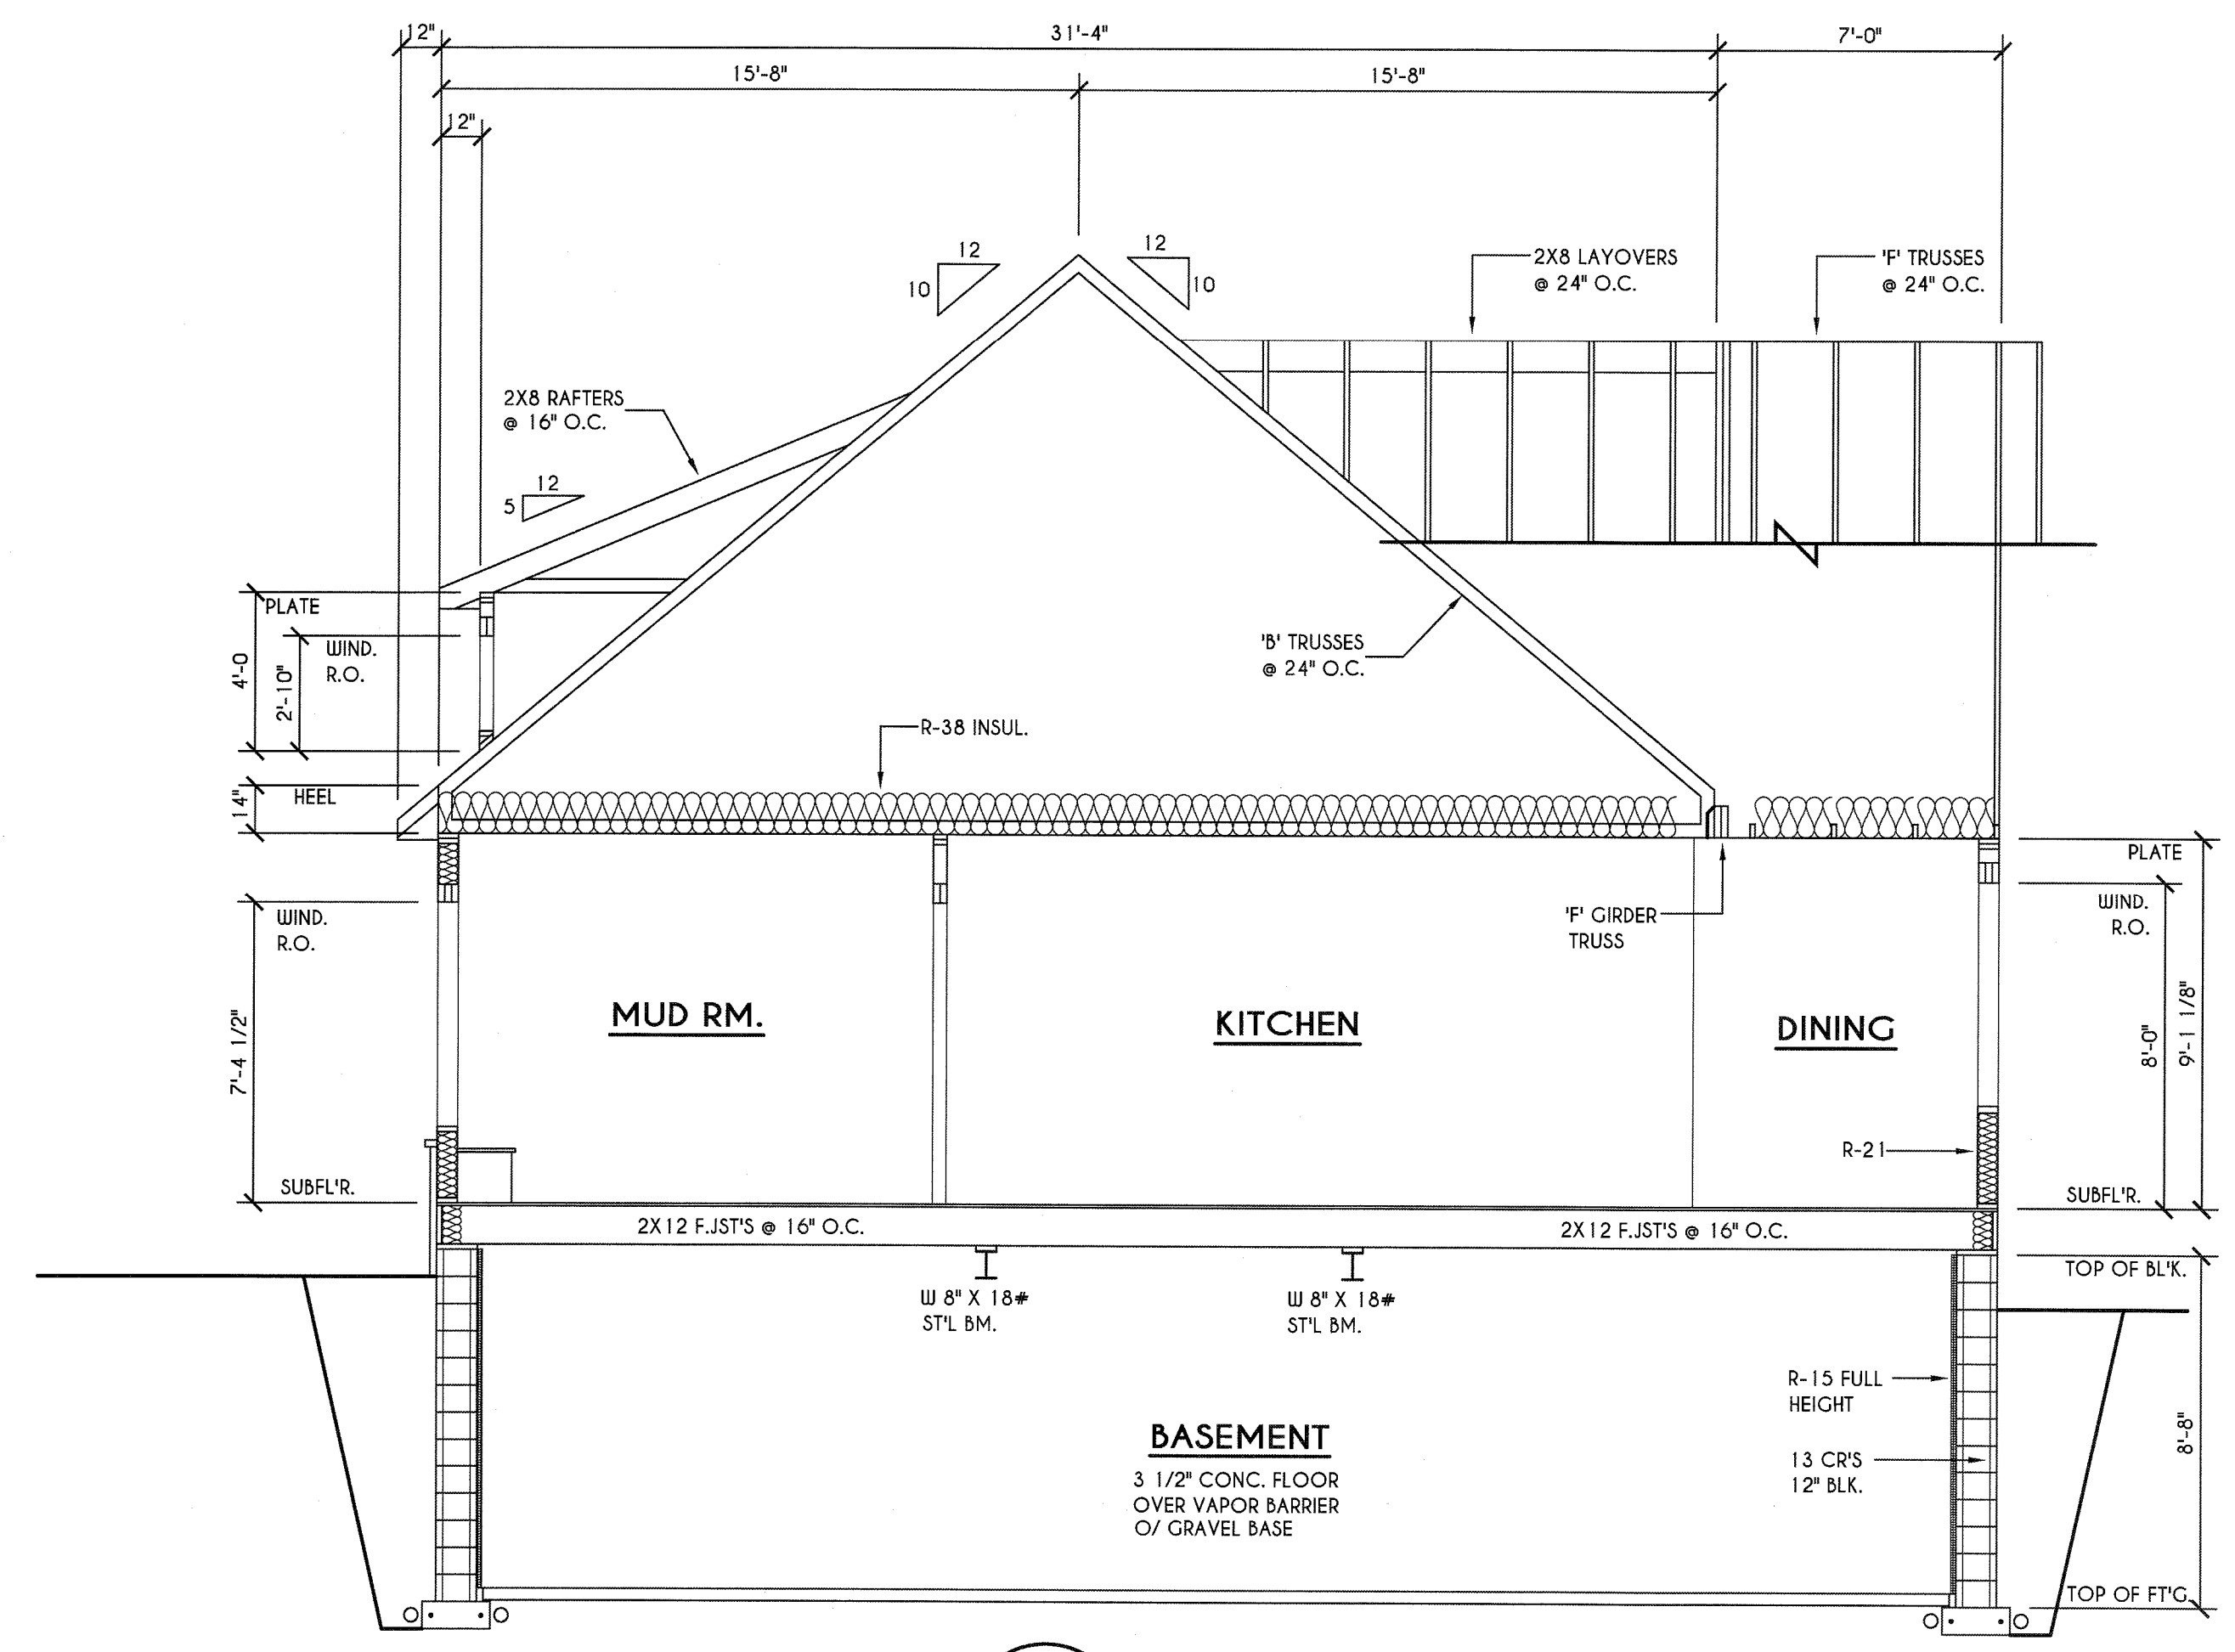 12"
31'-4"
7'-0"
15'-8"
15'-8"
12"
12
10
12
10
2X8 LAYOVERS
@ 24" O.C.
'F' TRUSSES
@ 24" O.C.
2X8 RAFTERS
@ 16" O.C.
12
5
PLATE
WIND.
R.O.
4'-0
2'-10"
'B' TRUSSES
@ 24" O.C.
R-38 INSUL.
14"
HEEL
PLATE
WIND.
R.O.
'F' GIRDER
TRUSS
WIND.
R.O.
7'-4 1/2"
MUD RM.
KITCHEN
DINING
8'-0"
9'-1 1/8"
R-21
SUBFL'R.
SUBFL'R.
2X12 F.JST'S @ 16" O.C.
2X12 F.JST'S @ 16" O.C.
TOP OF BL'K.
W 8" X 18#
ST'L BM.
W 8" X 18#
ST'L BM.
R-15 FULL
HEIGHT
BASEMENT
3 1/2" CONC. FLOOR
OVER VAPOR BARRIER
O/ GRAVEL BASE
13 CR'S
12" BLK.
8'-8"
TOP OF FT'G.